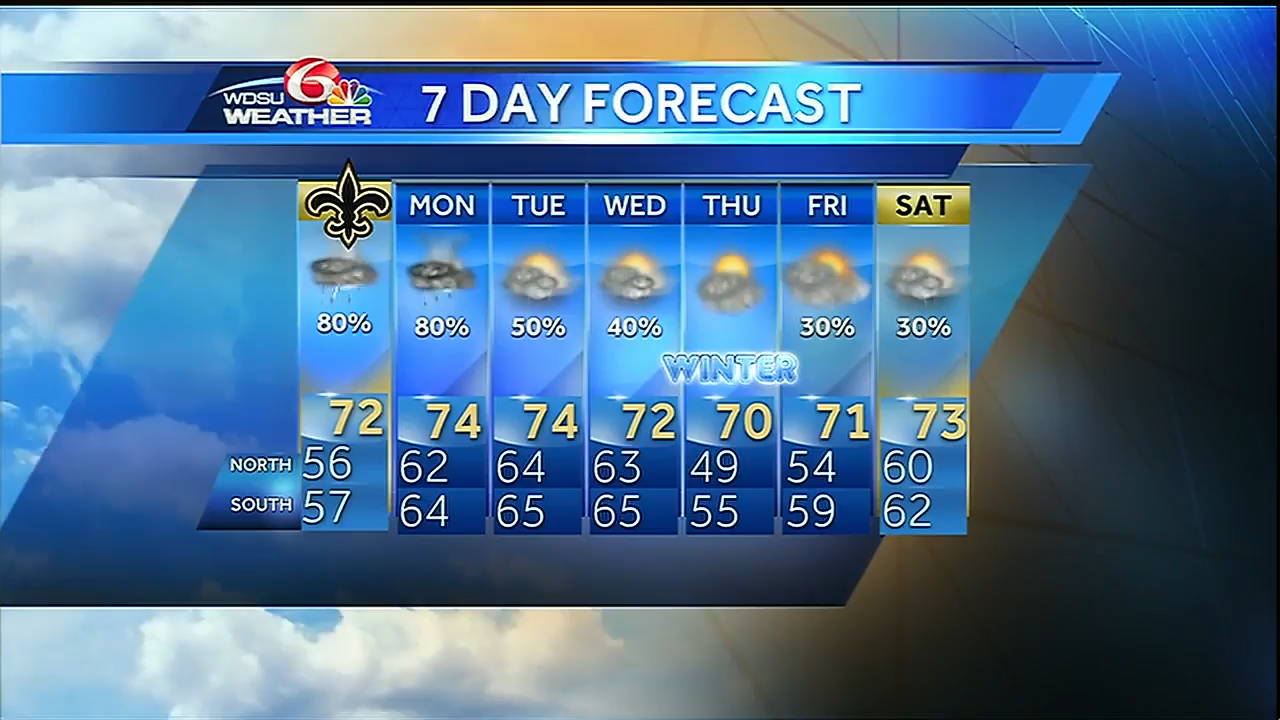 WDSU 6
WEATHER
7 DAY FORECAST
MON TUE WED THU FRI SAT
80% 80% 50% 40% 30% 30%
WINTER
72 74 74 72 70 71 73
NORTH 56 62 64 63 49 54 60
SOUTH 57 64 65 65 55 59 62